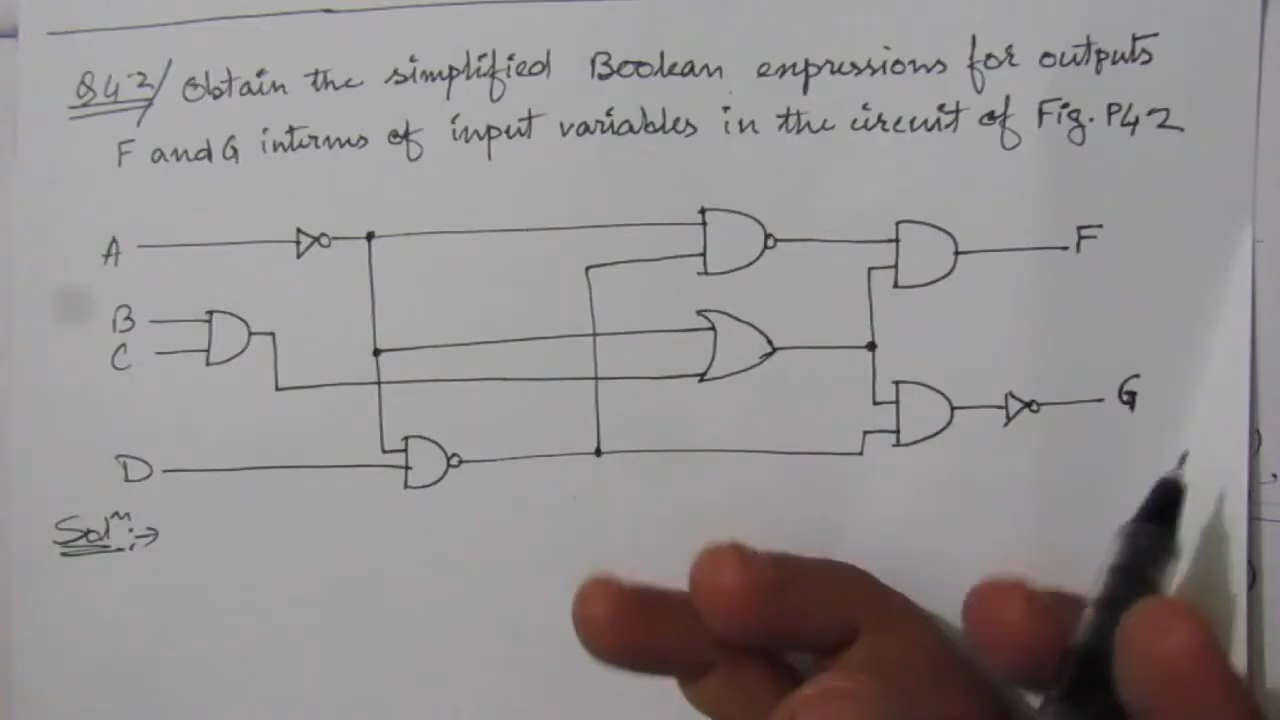 Q4.2/ Obtain the simplified Boolean expressions for outputs
F and G interms of input variables in the circuit of Fig. P4.2
A
F
B
C
G
D
Solⁿ:→